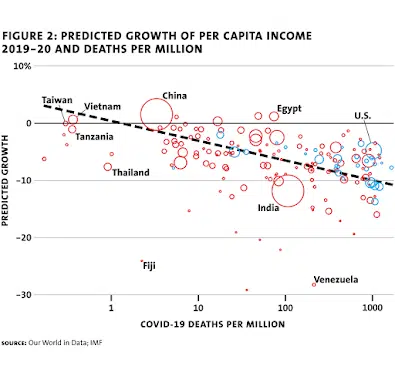 FIGURE 2: PREDICTED GROWTH OF PER CAPITA INCOME
2019–20 AND DEATHS PER MILLION
10%
China
Taiwan
Vietnam
Egypt
U.S.
0
Tanzania
PREDICTED GROWTH
Thailand
–10
India
–20
Fiji
Venezuela
–30
1
10
100
1000
COVID-19 DEATHS PER MILLION
SOURCE: Our World in Data; IMF